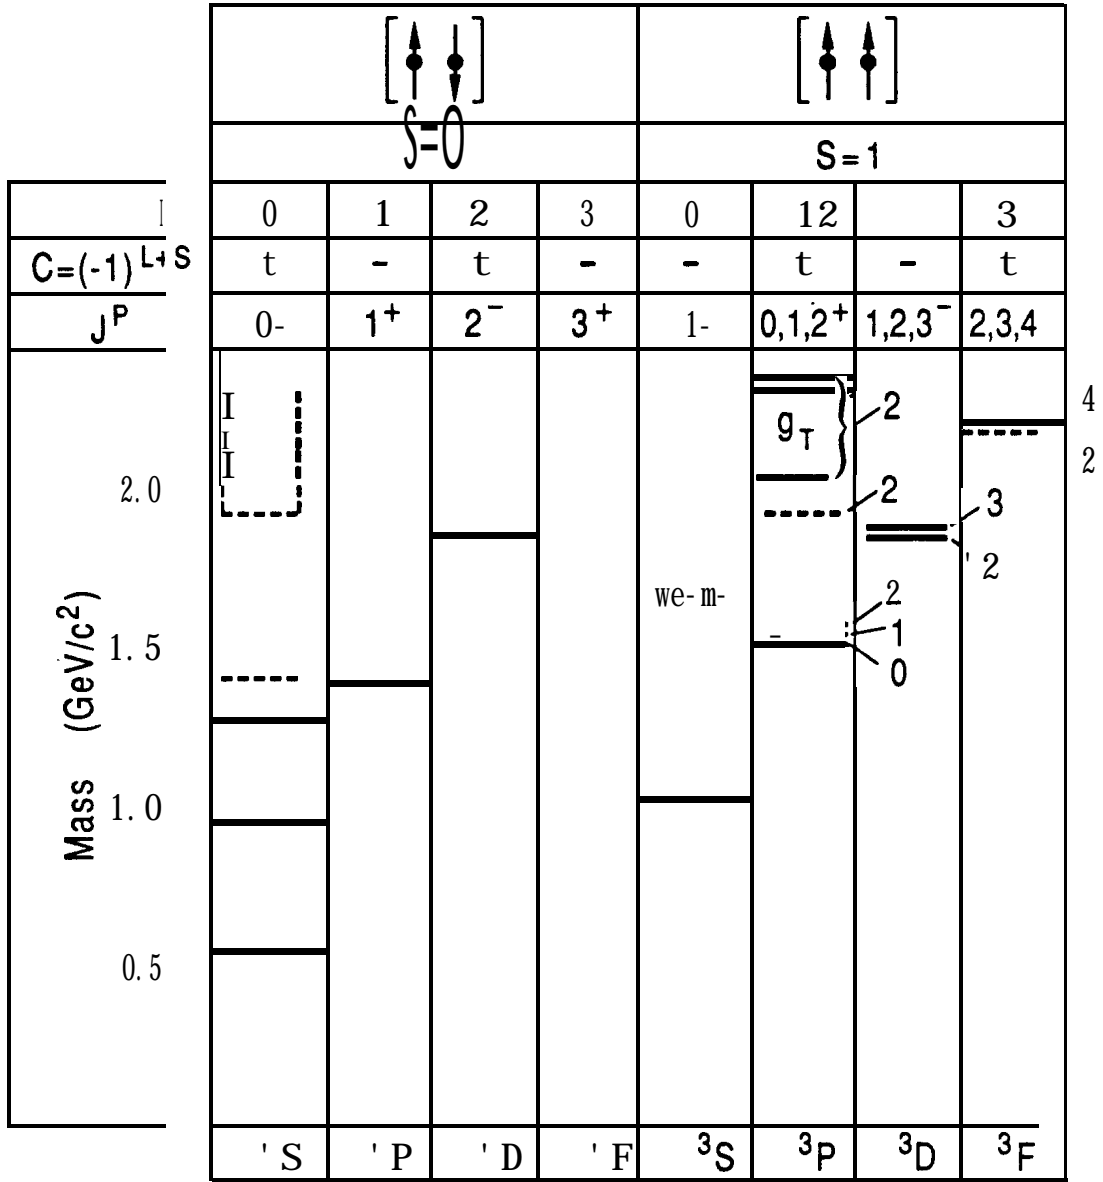 S=0 S=1
I 0 1 2 3 0 12 3
C=(-1) L+S t - t - - t - t
J P 0- 1+ 2- 3+ 1- 0,1,2+ 1,2,3- 2,3,4
I
I
I
g T
2
4
2
2.0
2
3
'2
we-m-
2
1
0
1.5
1.0
0.5
Mass (GeV/c2)
'S 'P 'D 'F 3S 3P 3D 3F